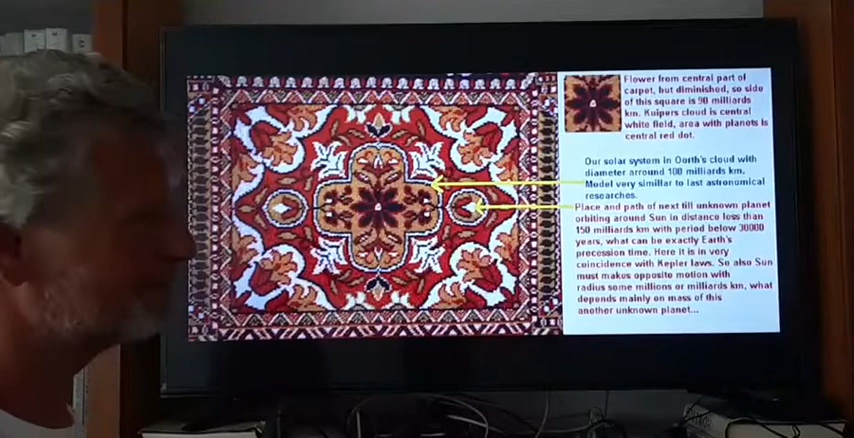 Flower from central part of
carpet, but diminished, so side
of this square is 90 milliards
km. Kuipers cloud is central
white field, area with planets is
central red dot.
Our solar system in Oorth's cloud with
diameter arround 100 milliards km.
Model very simillar to last astronomical
researches.
Place and path of next till unknown planet
orbiting around Sun in distance less than
150 milliards km with period below 30000
years, what can be exactly Earth's
precession time. Here it is in very
coincidence with Kepler laws. So also Sun
must makes opposite motion with
radius some millions or milliards km, what
depends mainly on mass of this
another unknown planet...